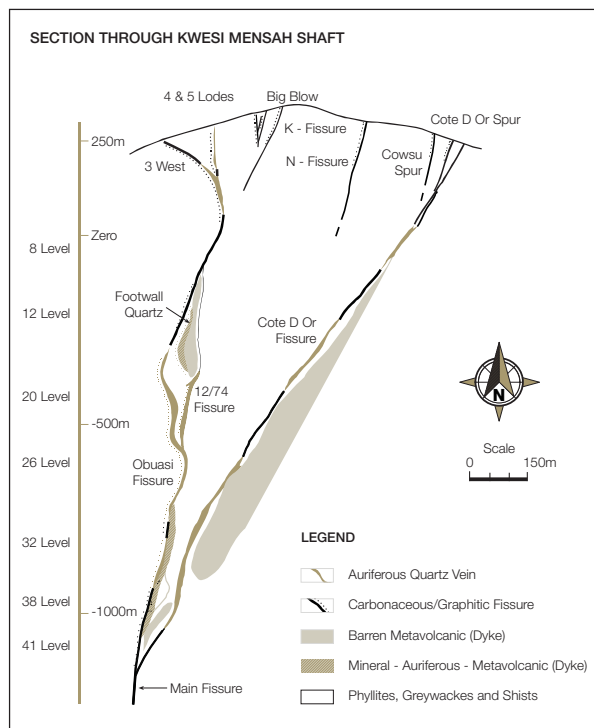 SECTION THROUGH KWESI MENSAH SHAFT
4 & 5 Lodes
Big Blow
Cote D Or Spur
250m
K - Fissure
3 West
N - Fissure
Cowsu
Spur
Zero
8 Level
Footwall
Quartz
12 Level
Cote D Or
Fissure
12/74
Fissure
20 Level
N
-500m
Scale
0 150m
26 Level
Obuasi
Fissure
32 Level
38 Level
-1000m
41 Level
Main Fissure
LEGEND
Auriferous Quartz Vein
Carbonaceous/Graphitic Fissure
Barren Metavolcanic (Dyke)
Mineral - Auriferous - Metavolcanic (Dyke)
Phyllites, Greywackes and Shists